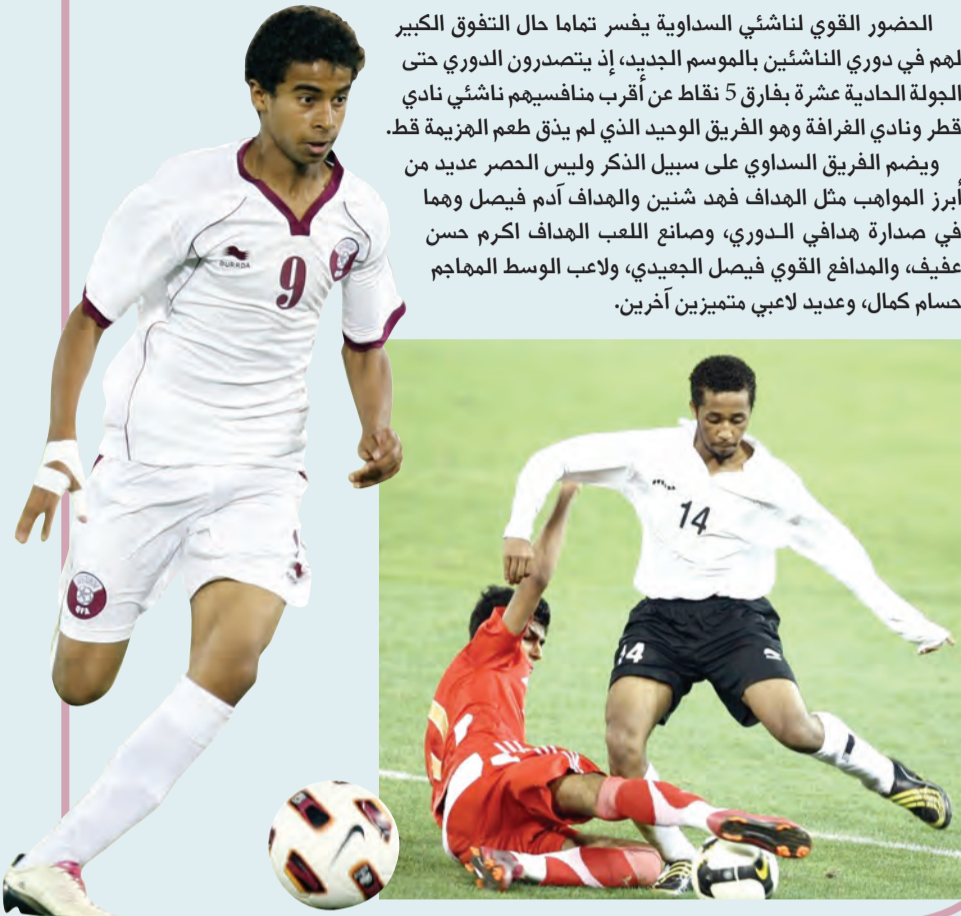 الحضور القوي لناشئي السداوية يفسر تماما حال التفوق الكبير
لهم في دوري الناشئين بالموسم الجديد، إذ يتصدرون الدوري حتى
الجولة الحادية عشرة بفارق 5 نقاط عن أقرب منافسيهم ناشئي نادي
قطر ونادي الغرافة وهو الفريق الوحيد الذي لم يذق طعم الهزيمة قط.
ويضم الفريق السداوي على سبيل الذكر وليس الحصر عديد من
أبرز المواهب مثل الهداف فهد شنين والهداف آدم فيصل وهما
في صدارة هدافي الـدوري، وصانع اللعب الهداف اكرم حسن
عفيف، والمدافع القوي فيصل الجعيدي، ولاعب الوسط المهاجم
حسام كمال، وعديد لاعبي متميزين آخرين.
BURRDA
9
QFA
14
14